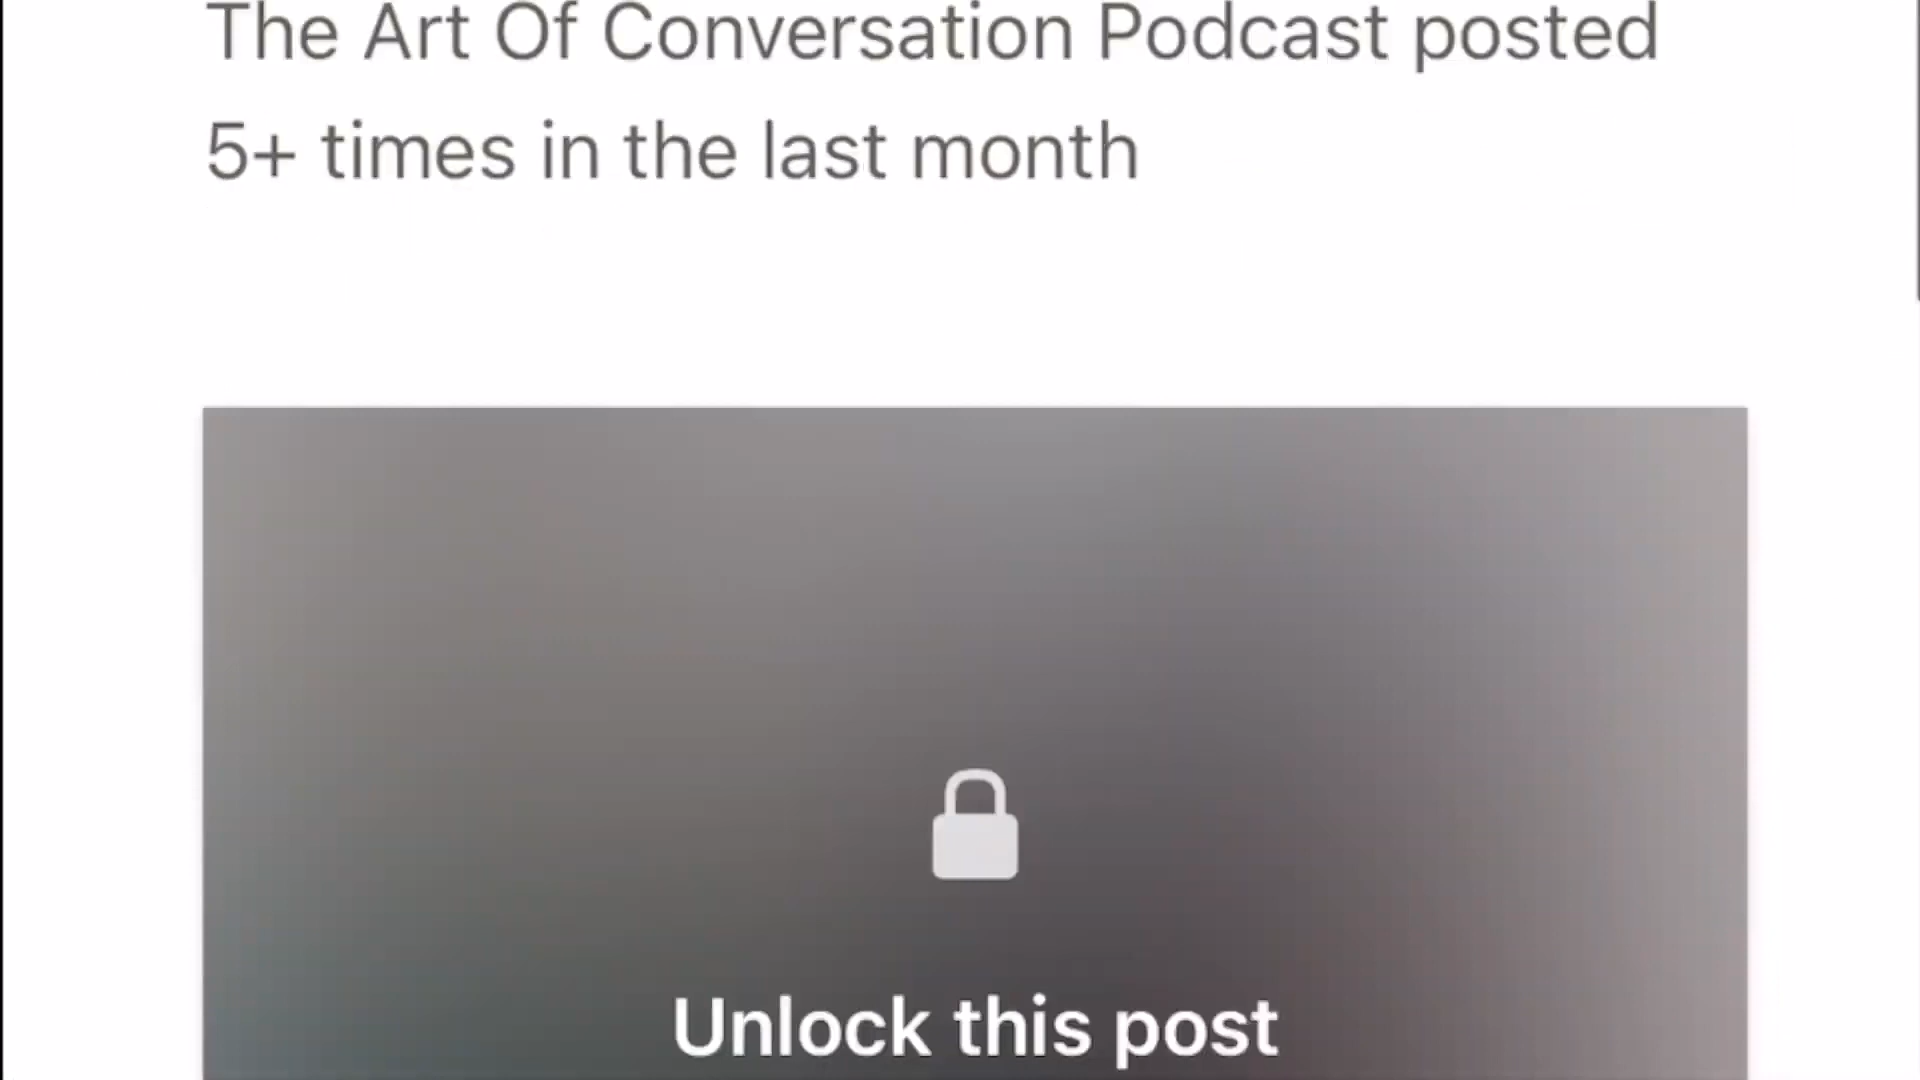 The Art Of Conversation Podcast posted
5+ times in the last month
Unlock this post